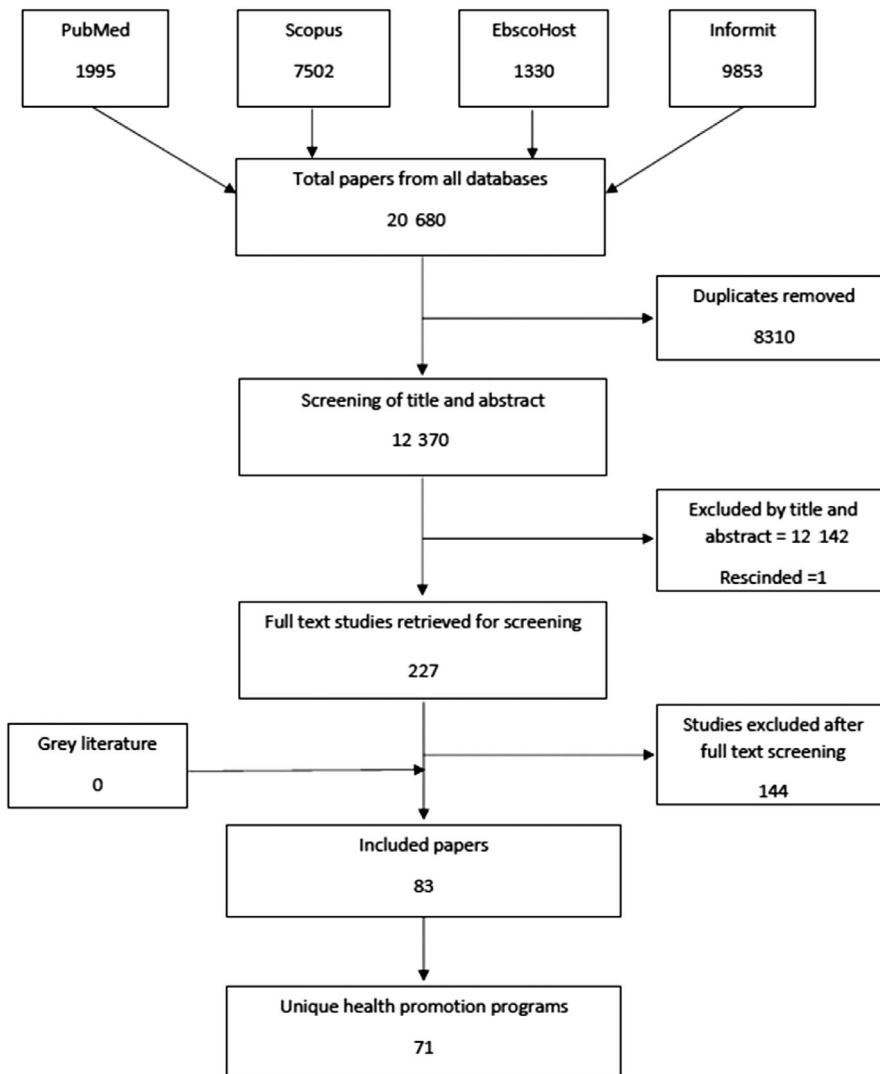 PubMed
1995
Scopus
7502
EbscoHost
1330
Informit
9853
Total papers from all databases
20 680
Duplicates removed
8310
Screening of title and abstract
12 370
Excluded by title and
abstract = 12 142
Rescinded =1
Full text studies retrieved for screening
227
Grey literature
0
Studies excluded after
full text screening
144
Included papers
83
Unique health promotion programs
71